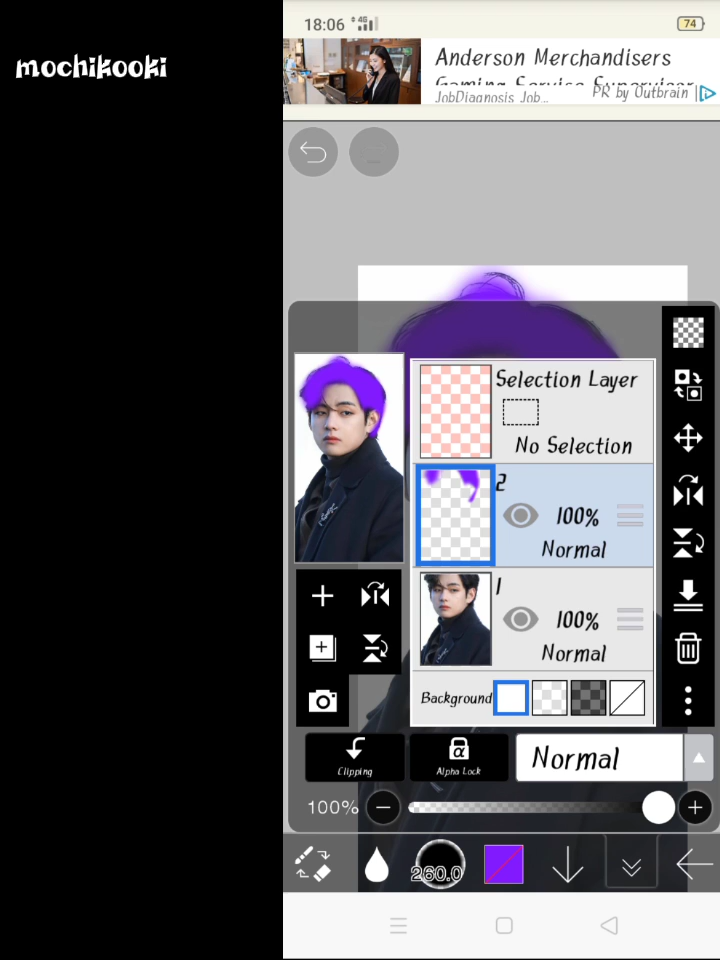 mochikooki
18:06 4G
74
Anderson Merchandisers
JobDiagnosis Job...
PR by Outbrain
Selection Layer
No Selection
2
100%
Normal
1
100%
Normal
Background
Clipping
α
Alpha Lock
Normal
100%
260.0